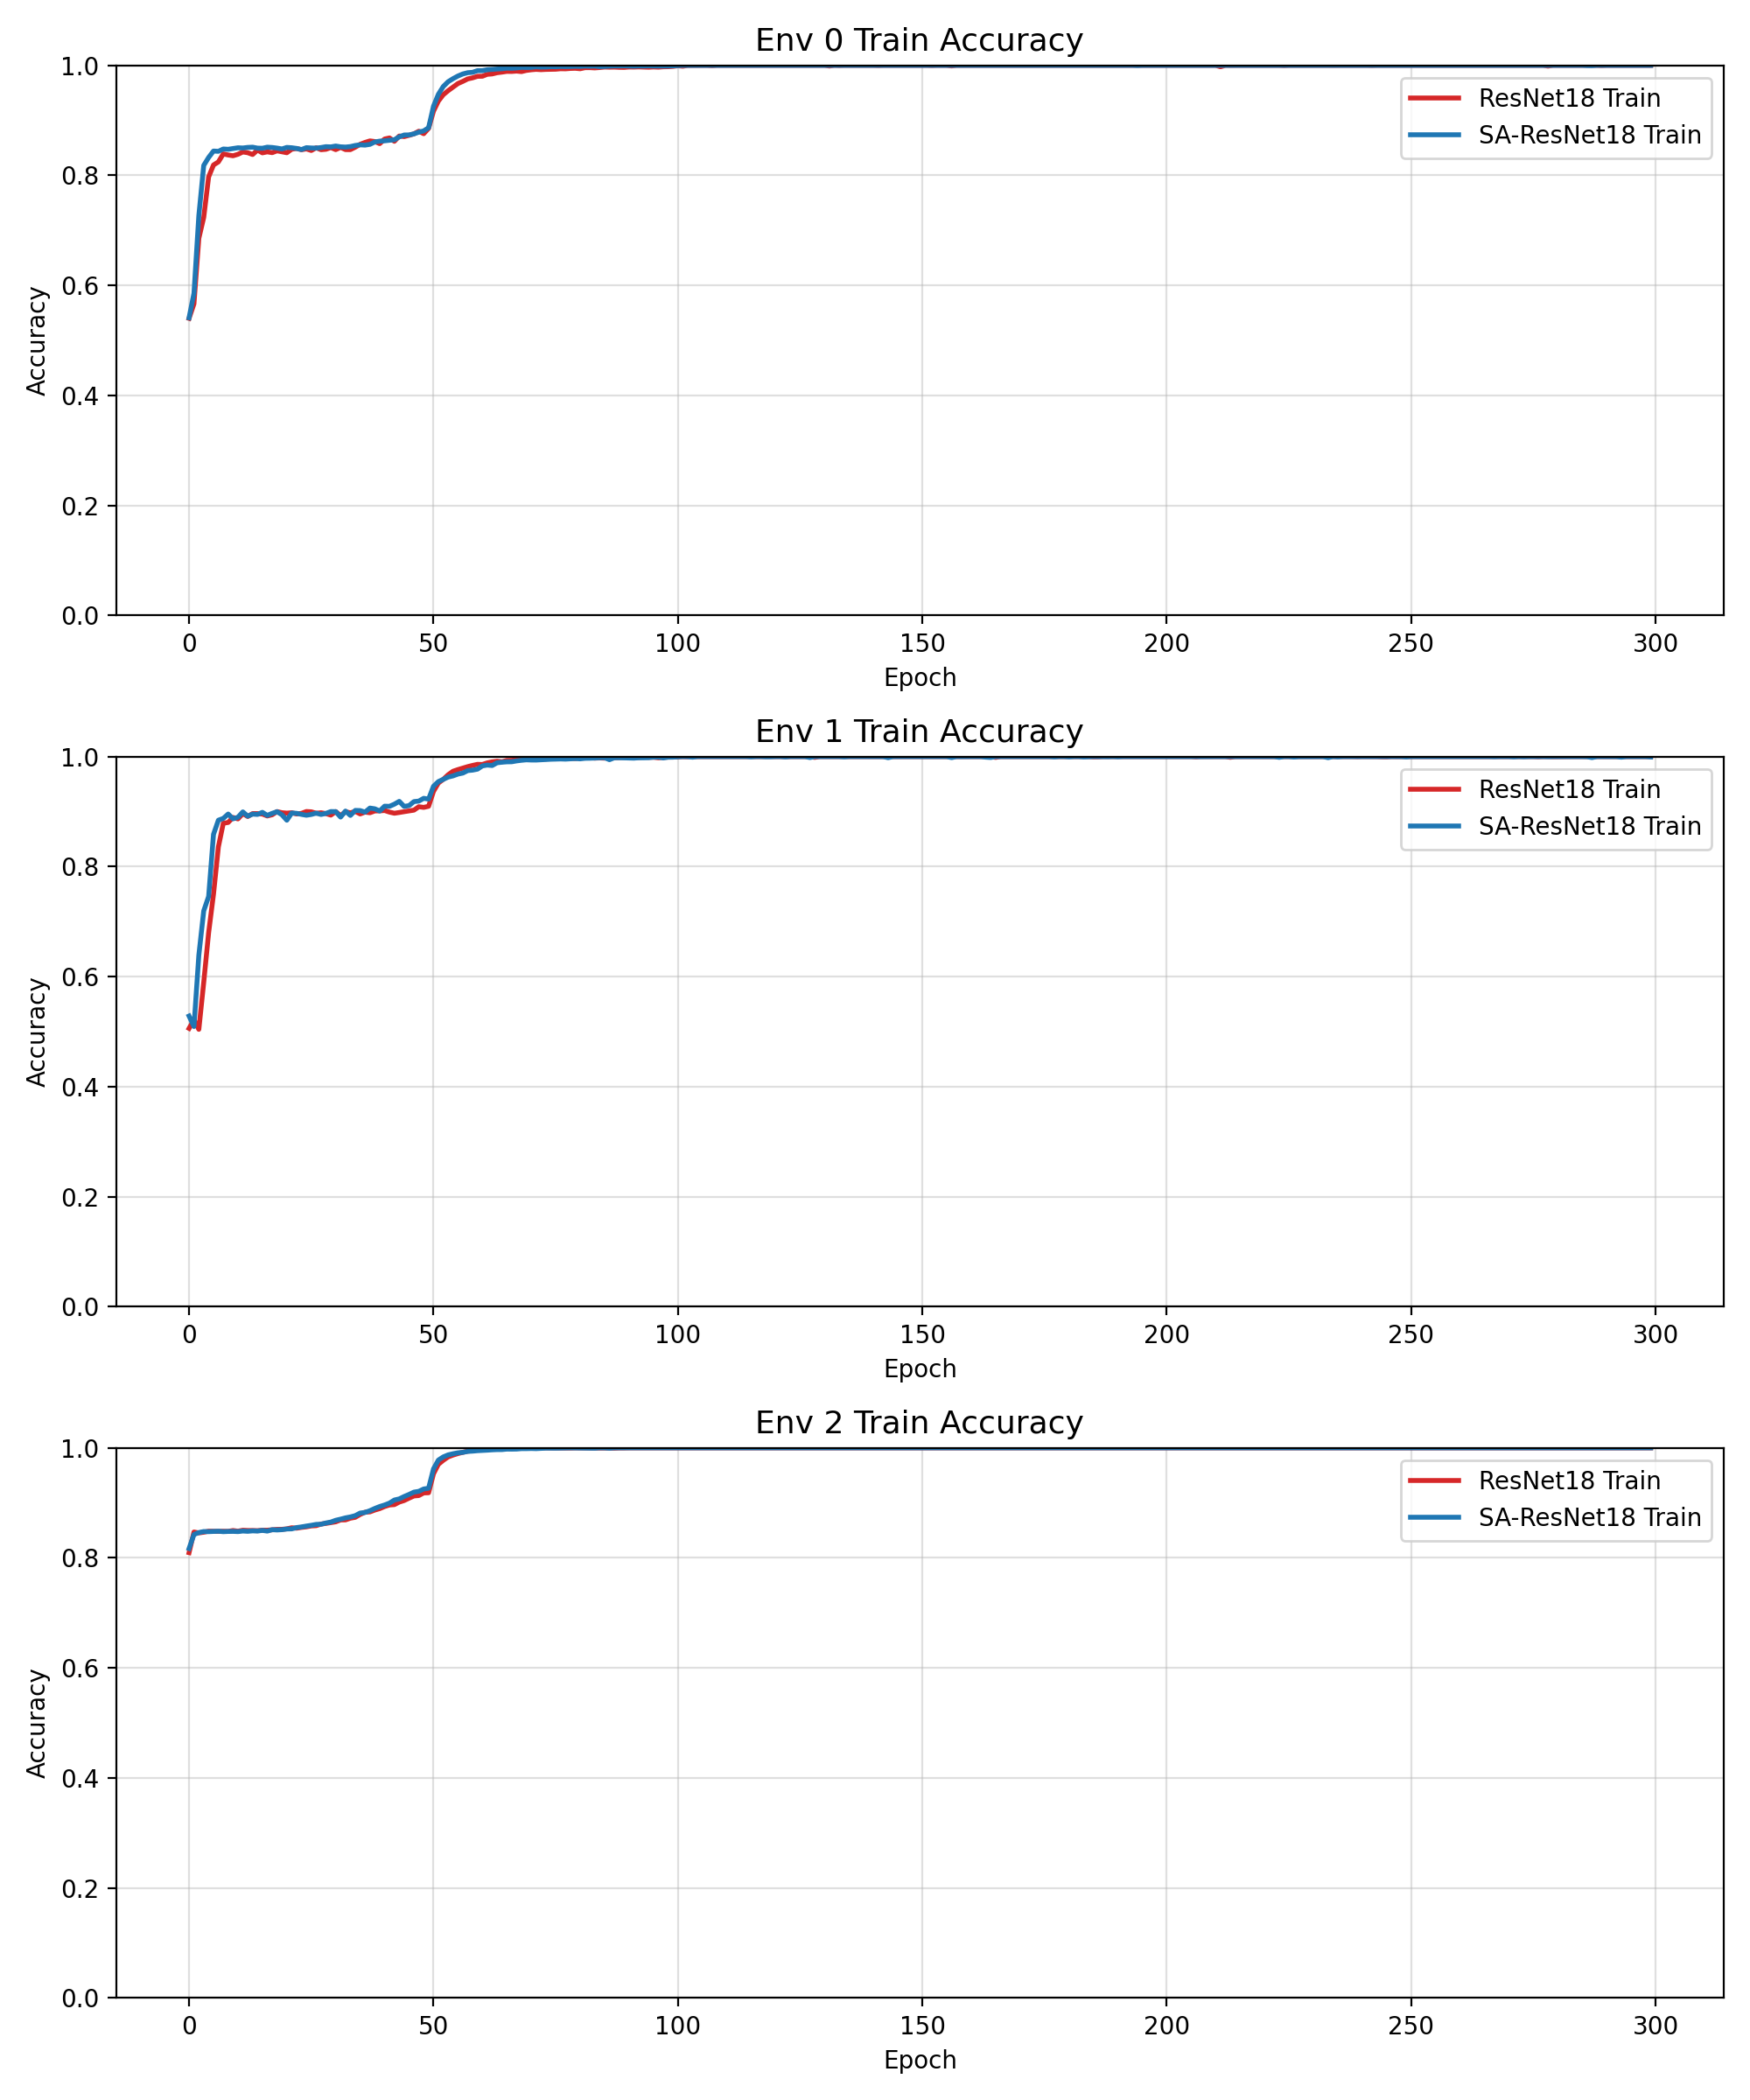 Env 0 Train Accuracy
1.0
0.8
0.6
0.4
0.2
0.0
Accuracy
ResNet18 Train
SA-ResNet18 Train
0 50 100 150 200 250 300
Epoch
Env 1 Train Accuracy
1.0
0.8
0.6
0.4
0.2
0.0
Accuracy
ResNet18 Train
SA-ResNet18 Train
0 50 100 150 200 250 300
Epoch
Env 2 Train Accuracy
1.0
0.8
0.6
0.4
0.2
0.0
Accuracy
ResNet18 Train
SA-ResNet18 Train
0 50 100 150 200 250 300
Epoch